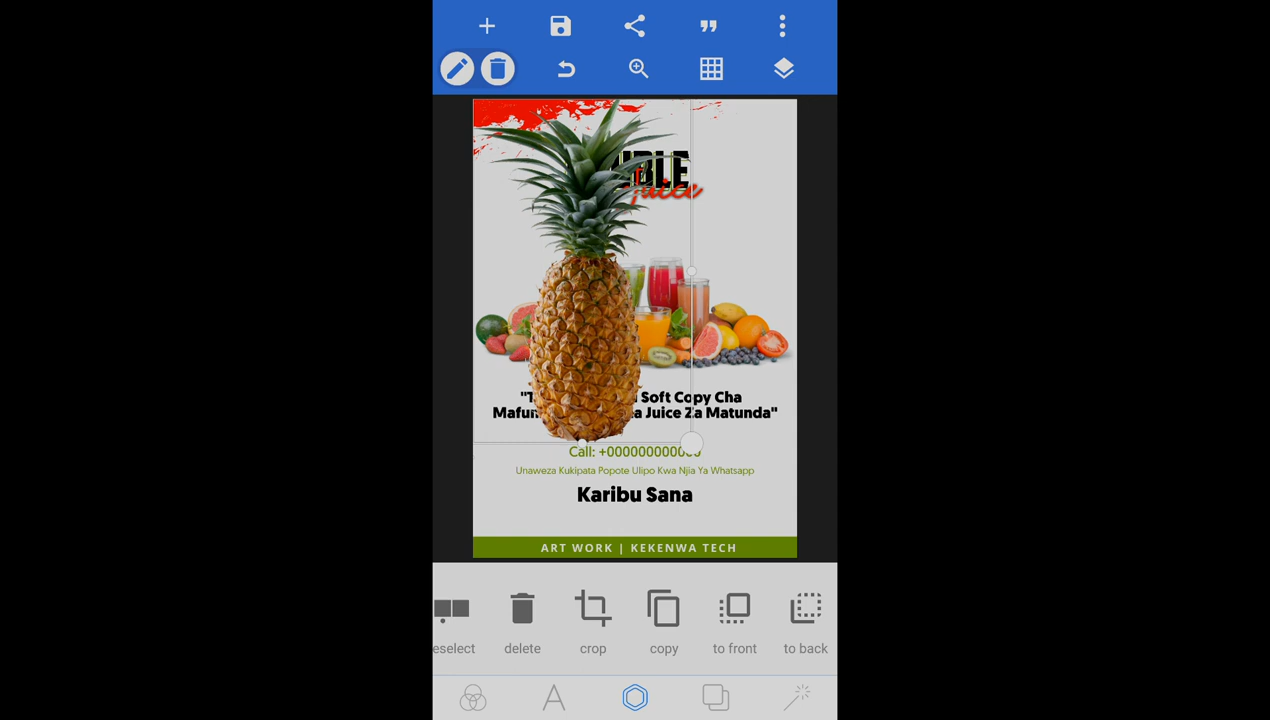 Juice
Soft Copy Cha
Juice Za Matunda"
Call: +00000000000
Unaweza Kukipata Popote Ulipo Kwa Njia Ya Whatsapp
Karibu Sana
ART WORK | KEKENWA TECH
eselect
delete
crop
copy
to front
to back